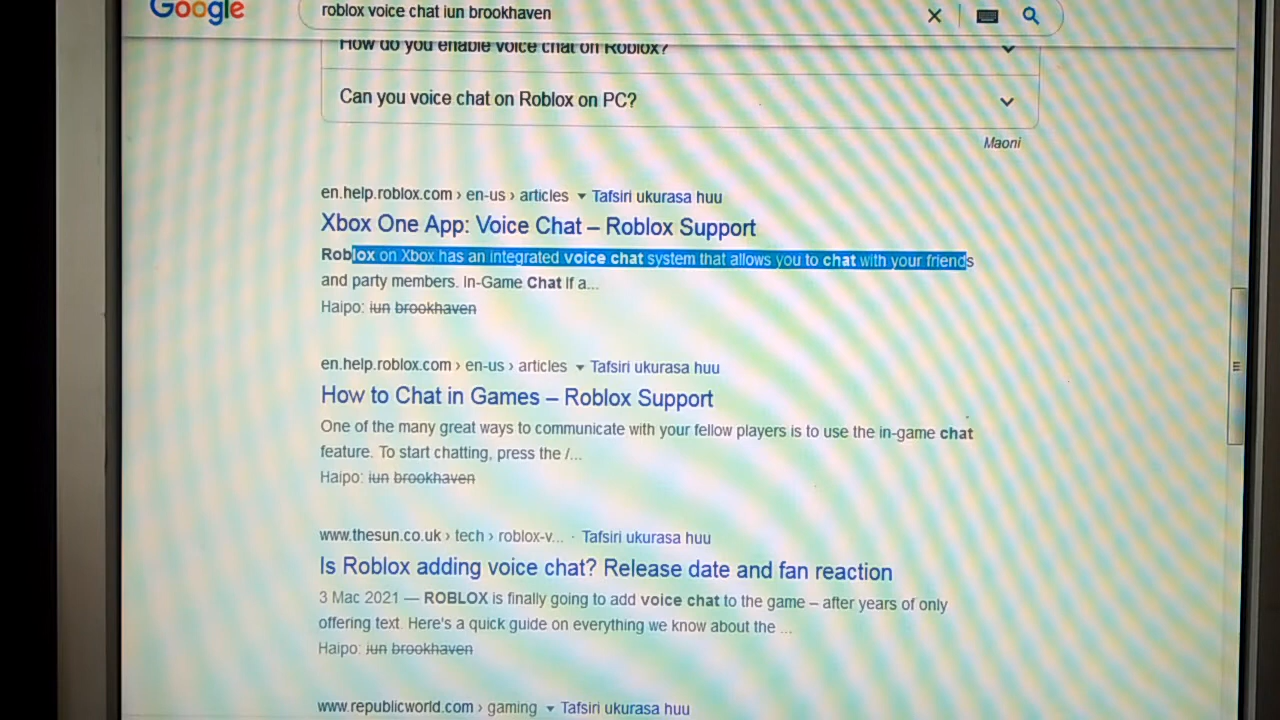 Google
roblox voice chat iun brookhaven
How do you enable voice chat on Roblox?
Can you voice chat on Roblox on PC?
Maoni
en.help.roblox.com › en-us › articles Tafsiri ukurasa huu
Xbox One App: Voice Chat – Roblox Support
Roblox on Xbox has an integrated voice chat system that allows you to chat with your friends
and party members. In-Game Chat If a...
Haipo: iun brookhaven
en.help.roblox.com › en-us › articles Tafsiri ukurasa huu
How to Chat in Games – Roblox Support
One of the many great ways to communicate with your fellow players is to use the in-game chat
feature. To start chatting, press the /...
Haipo: iun brookhaven
www.thesun.co.uk › tech › roblox-v... · Tafsiri ukurasa huu
Is Roblox adding voice chat? Release date and fan reaction
3 Mac 2021 — ROBLOX is finally going to add voice chat to the game – after years of only
offering text. Here's a quick guide on everything we know about the ...
Haipo: iun brookhaven
www.republicworld.com › gaming Tafsiri ukurasa huu